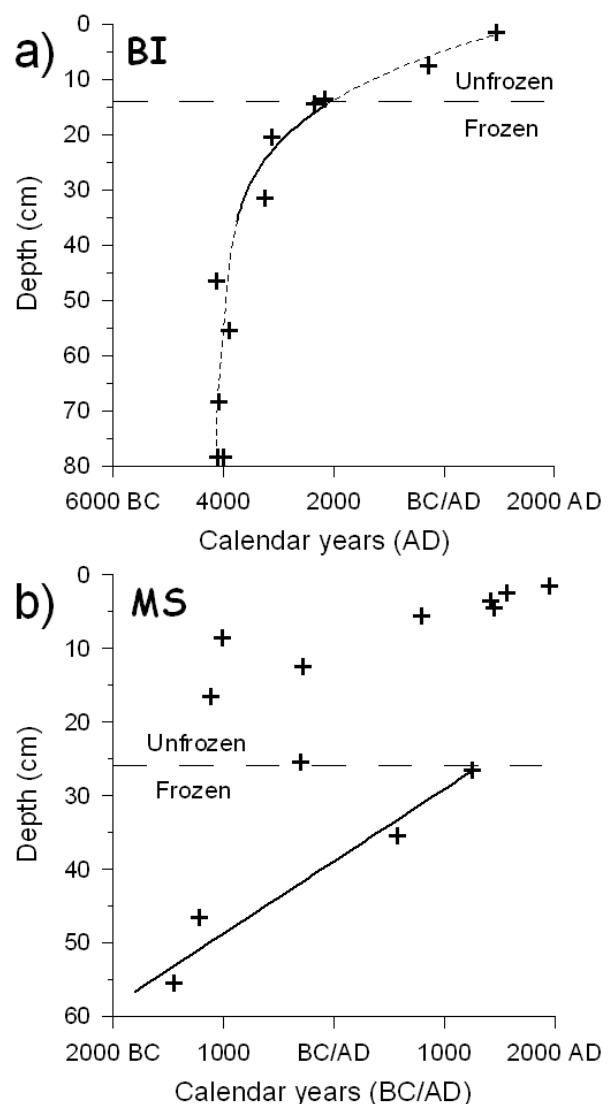 a) BI
0
10
20
30
40
50
60
70
80
Depth (cm)
Unfrozen
Frozen
6000 BC 4000 2000 BC/AD 2000 AD
Calendar years (AD)
b) MS
0
10
20
30
40
50
60
Depth (cm)
Unfrozen
Frozen
2000 BC 1000 BC/AD 1000 2000 AD
Calendar years (BC/AD)